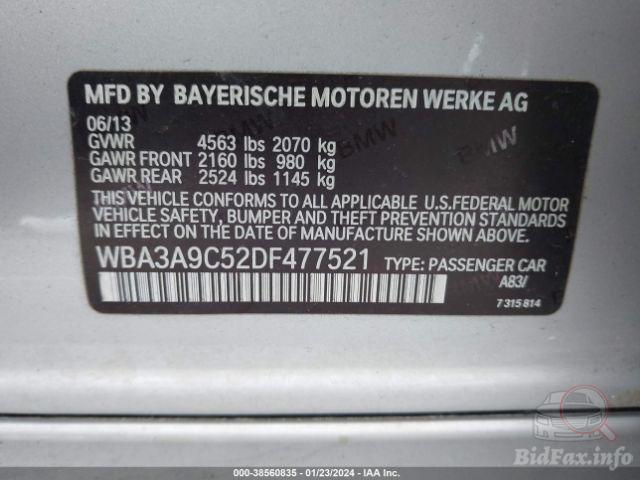 MFD BY BAYERISCHE MOTOREN WERKE AG
06/13
GVWR 4563 lbs 2070 kg
GAWR FRONT 2160 lbs 980 kg
GAWR REAR 2524 lbs 1145 kg
BMW
BMW
THIS VEHICLE CONFORMS TO ALL APPLICABLE U.S.FEDERAL MOTOR
VEHICLE SAFETY, BUMPER AND THEFT PREVENTION STANDARDS
IN EFFECT ON THE DATE OF MANUFACTURE SHOWN ABOVE.
WBA3A9C52DF477521 TYPE: PASSENGER CAR
A83/
7 315 814
BidFax.info
000-38560835 - 01/23/2024 - IAA Inc.